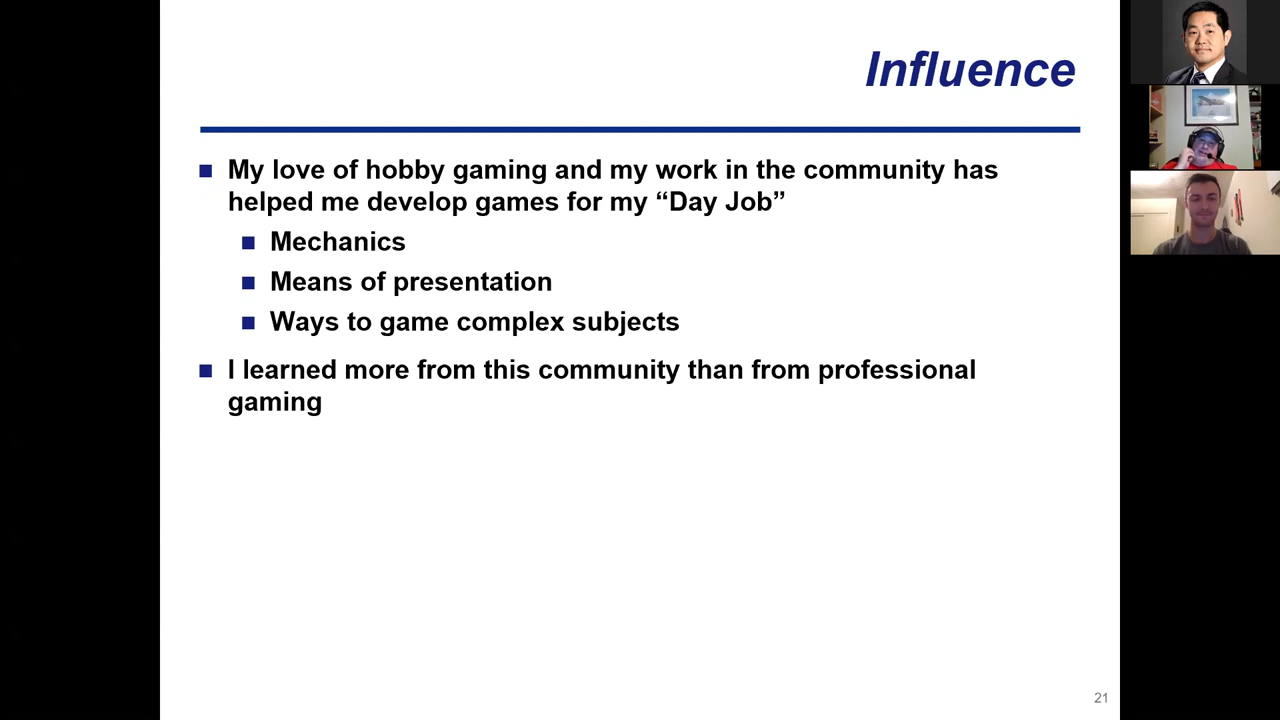 Influence
My love of hobby gaming and my work in the community has
helped me develop games for my “Day Job”
Mechanics
Means of presentation
Ways to game complex subjects
I learned more from this community than from professional
gaming
21